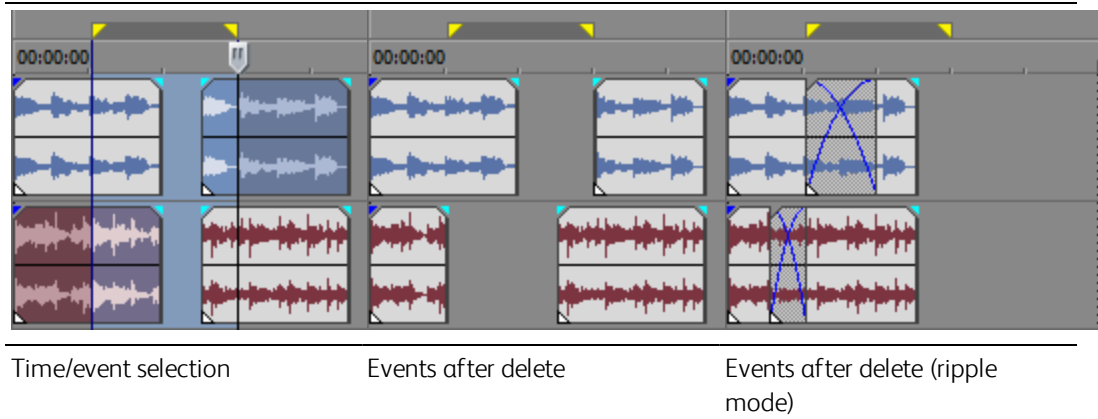 00:00:00 00:00:00 00:00:00
Time/event selection
Events after delete
Events after delete (ripple
mode)